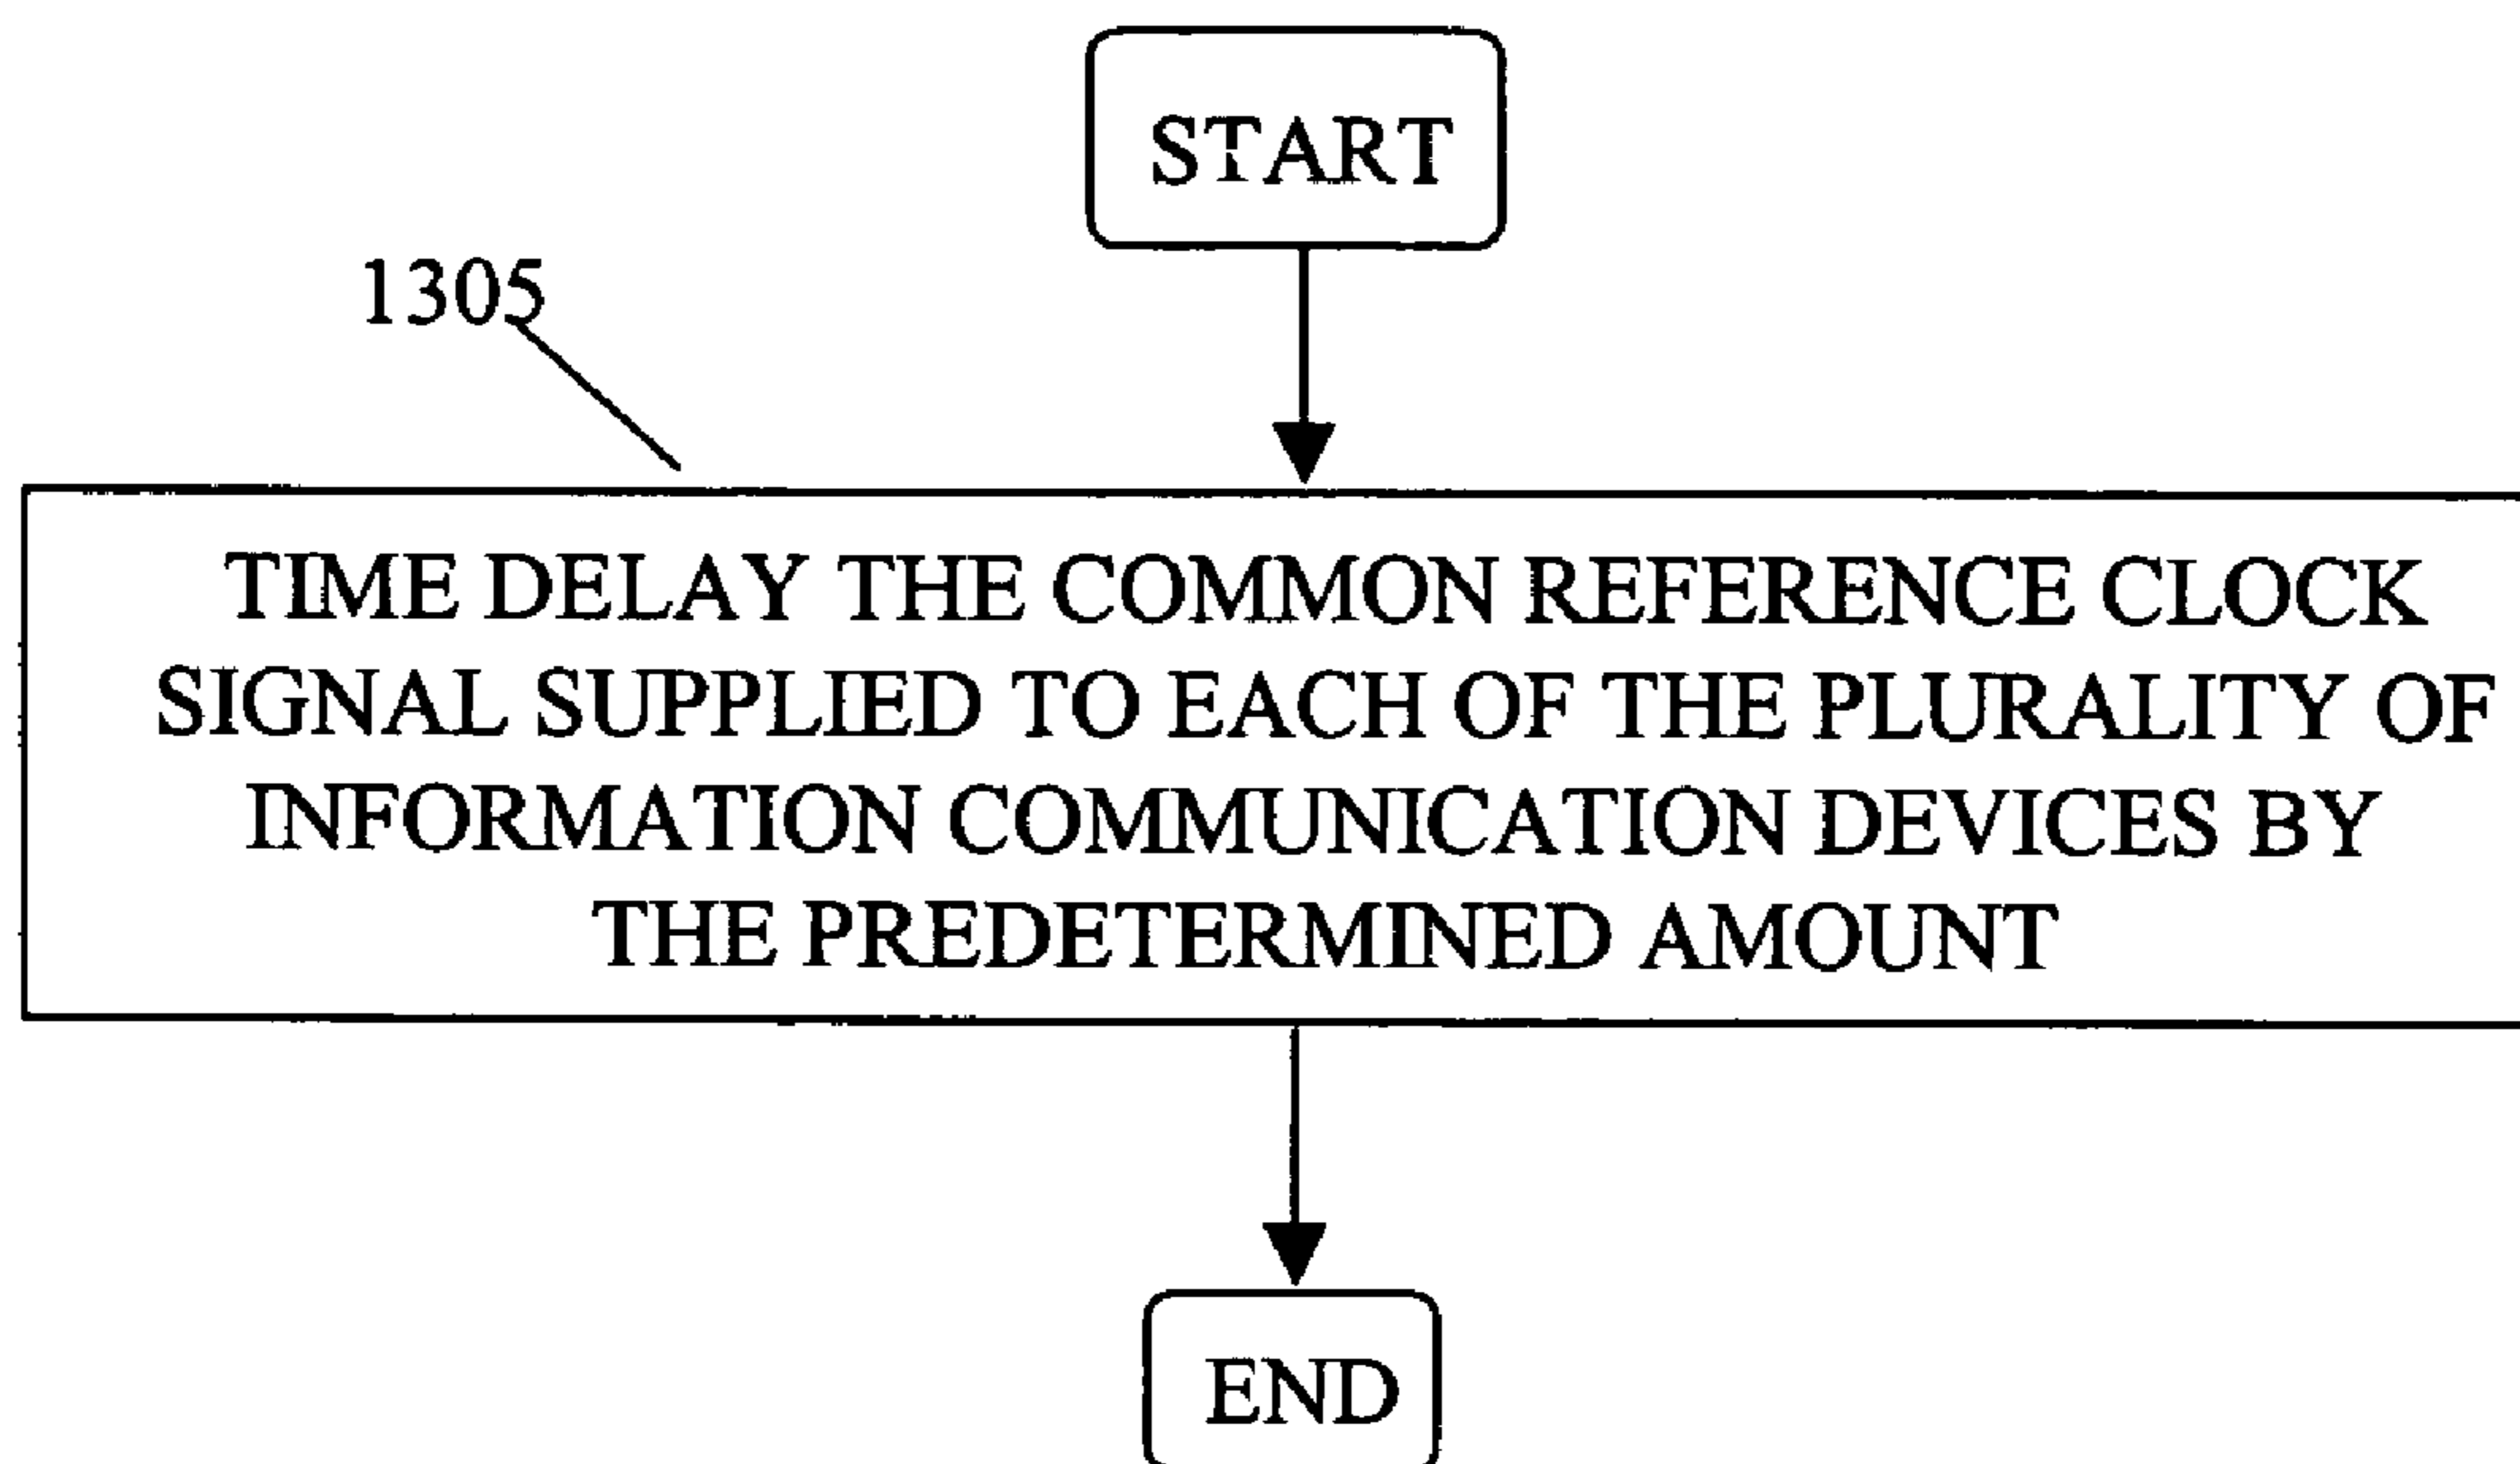 START
1305
TIME DELAY THE COMMON REFERENCE CLOCK
SIGNAL SUPPLIED TO EACH OF THE PLURALITY OF
INFORMATION COMMUNICATION DEVICES BY
THE PREDETERMINED AMOUNT
END